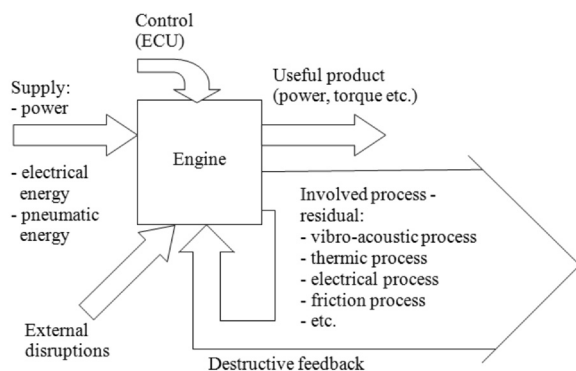 Control
(ECU)
Supply:
- power
- electrical
energy
- pneumatic
energy
Useful product
(power, torque etc.)
Engine
Involved process -
residual:
- vibro-acoustic process
- thermic process
- electrical process
- friction process
- etc.
External
disruptions
Destructive feedback